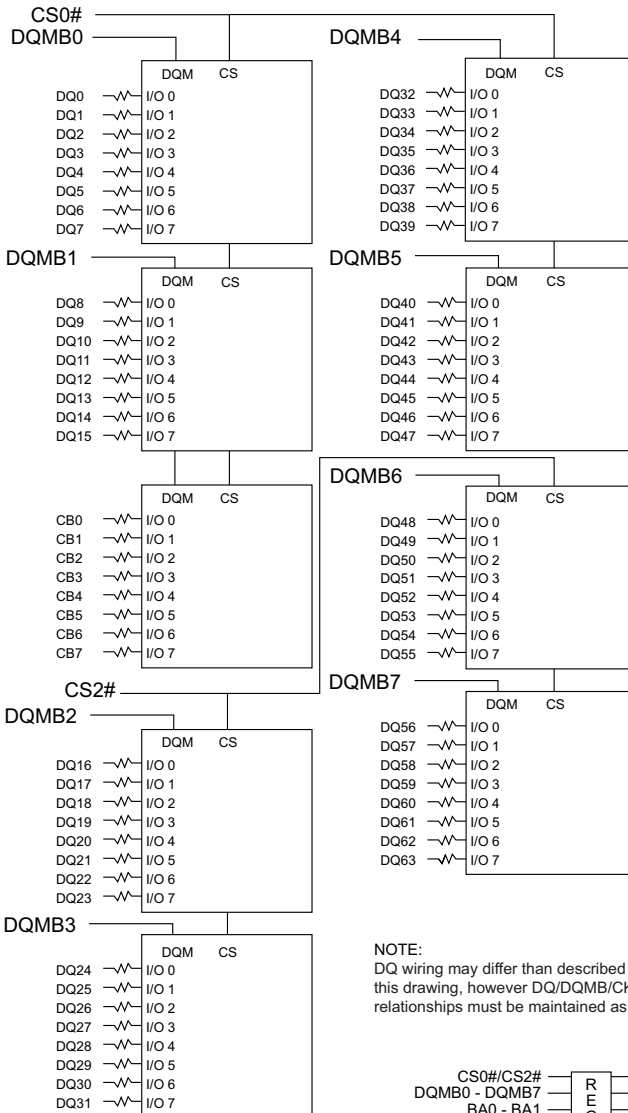 CS0#
DQMB0
DQM CS
DQ0 I/O 0
DQ1 I/O 1
DQ2 I/O 2
DQ3 I/O 3
DQ4 I/O 4
DQ5 I/O 5
DQ6 I/O 6
DQ7 I/O 7
DQMB1
DQM CS
DQ8 I/O 0
DQ9 I/O 1
DQ10 I/O 2
DQ11 I/O 3
DQ12 I/O 4
DQ13 I/O 5
DQ14 I/O 6
DQ15 I/O 7
DQM CS
CB0 I/O 0
CB1 I/O 1
CB2 I/O 2
CB3 I/O 3
CB4 I/O 4
CB5 I/O 5
CB6 I/O 6
CB7 I/O 7
CS2#
DQMB2
DQM CS
DQ16 I/O 0
DQ17 I/O 1
DQ18 I/O 2
DQ19 I/O 3
DQ20 I/O 4
DQ21 I/O 5
DQ22 I/O 6
DQ23 I/O 7
DQMB3
DQM CS
DQ24 I/O 0
DQ25 I/O 1
DQ26 I/O 2
DQ27 I/O 3
DQ28 I/O 4
DQ29 I/O 5
DQ30 I/O 6
DQ31 I/O 7
DQMB4
DQM CS
DQ32 I/O 0
DQ33 I/O 1
DQ34 I/O 2
DQ35 I/O 3
DQ36 I/O 4
DQ37 I/O 5
DQ38 I/O 6
DQ39 I/O 7
DQMB5
DQM CS
DQ40 I/O 0
DQ41 I/O 1
DQ42 I/O 2
DQ43 I/O 3
DQ44 I/O 4
DQ45 I/O 5
DQ46 I/O 6
DQ47 I/O 7
DQMB6
DQM CS
DQ48 I/O 0
DQ49 I/O 1
DQ50 I/O 2
DQ51 I/O 3
DQ52 I/O 4
DQ53 I/O 5
DQ54 I/O 6
DQ55 I/O 7
DQMB7
DQM CS
DQ56 I/O 0
DQ57 I/O 1
DQ58 I/O 2
DQ59 I/O 3
DQ60 I/O 4
DQ61 I/O 5
DQ62 I/O 6
DQ63 I/O 7
NOTE:
DQ wiring may differ than described
this drawing, however DQ/DQMB/
relationships must be maintained as
CS0#/CS2#
DQMB0 - DQMB7
BA0 - BA1
R
E